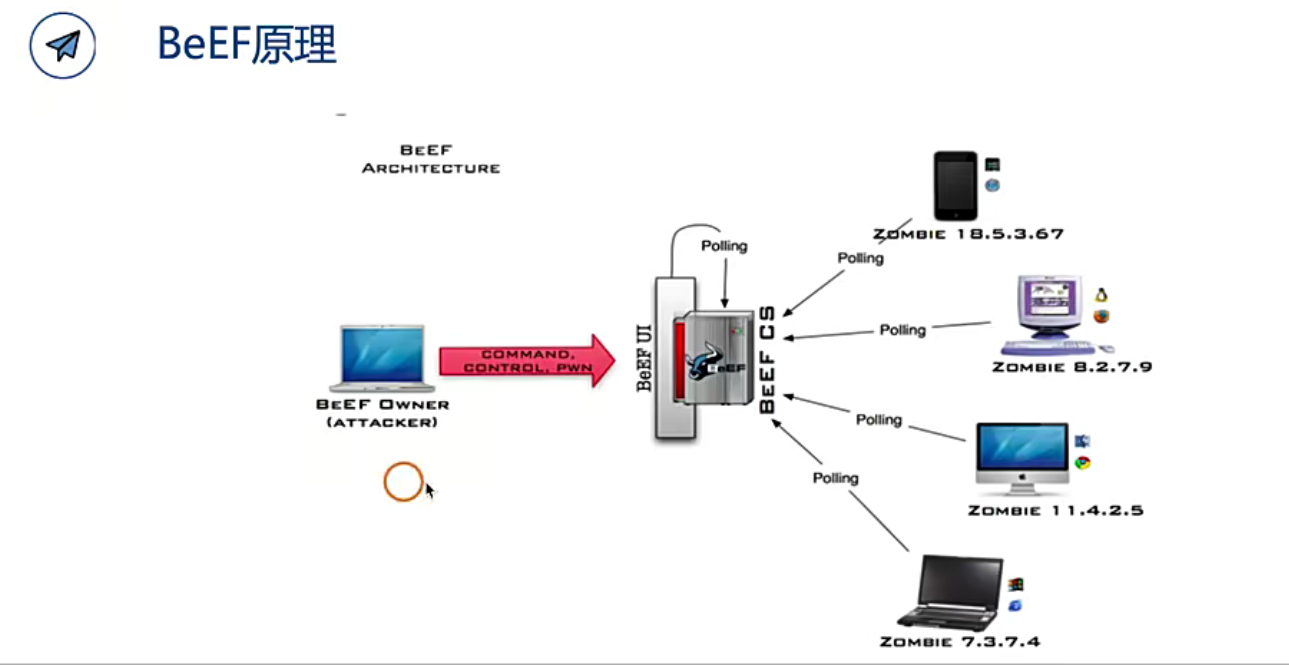 BeEF原理
BeEF
Architecture
Polling
Zombie 18.5.3.67
Polling
Polling
Zombie 8.2.7.9
BeEF UI
BeEF
BeEF CS
Command,
Control, Pwn
BeEF Owner
(attacker)
Polling
Zombie 11.4.2.5
Polling
Zombie 7.3.7.4